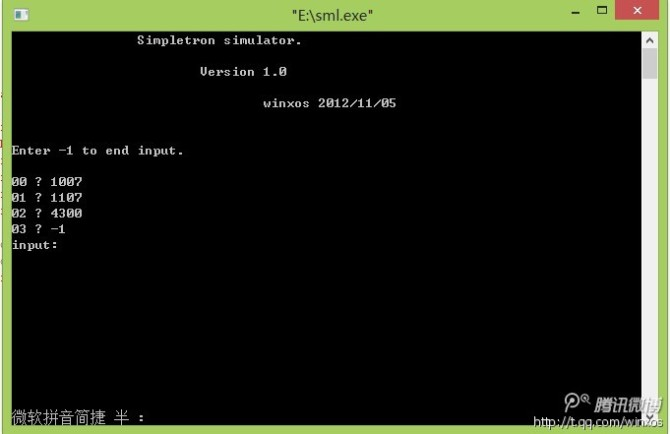 "E:\sml.exe"
Simpletron simulator.
Version 1.0
winxos 2012/11/05
Enter -1 to end input.
00 ? 1007
01 ? 1107
02 ? 4300
03 ? -1
input:
微软拼音简捷 半 :
腾讯微博
http://t.qq.com/winxos